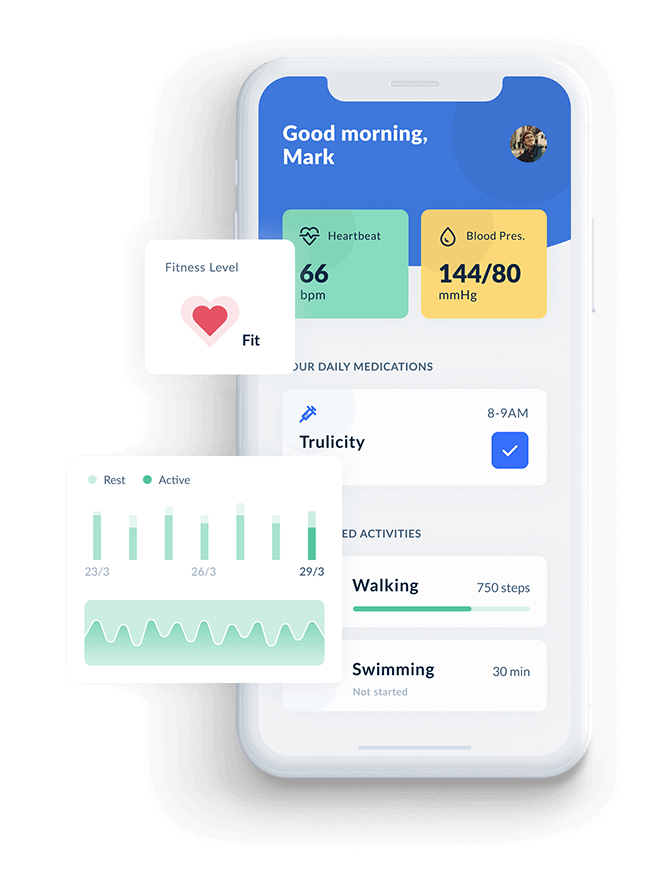 Good morning,
Mark
Heartbeat
66
bpm
Blood Pres.
144/80
mmHg
Fitness Level
Fit
OUR DAILY MEDICATIONS
8-9AM
Trulicity
Rest
Active
23/3
26/3
29/3
ED ACTIVITIES
Walking
750 steps
Swimming
30 min
Not started